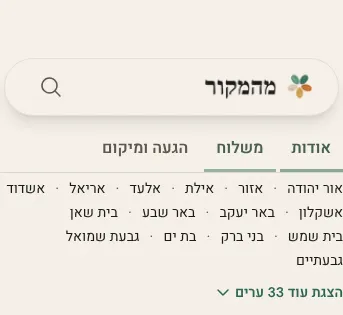 מהמקור
אודות משלוח הגעה ומיקום
אור יהודה · אזור · אילת · אלעד · אריאל · אשדוד
אשקלון · באר יעקב · באר שבע · בית שאן
בית שמש · בני ברק · בת ים · גבעת שמואל
גבעתיים
הצגת עוד 33 ערים